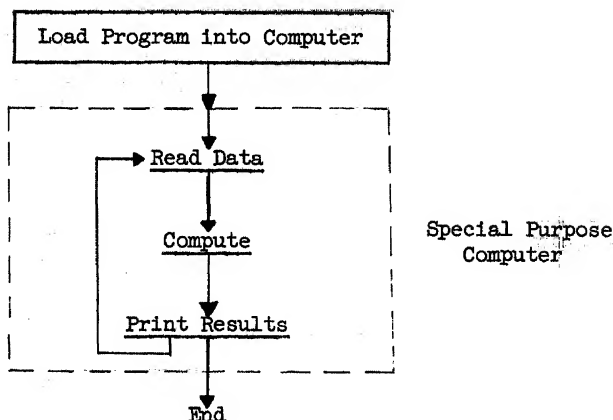 Load Program into Computer
Read Data
Compute
Special Purpose
Computer
Print Results
End